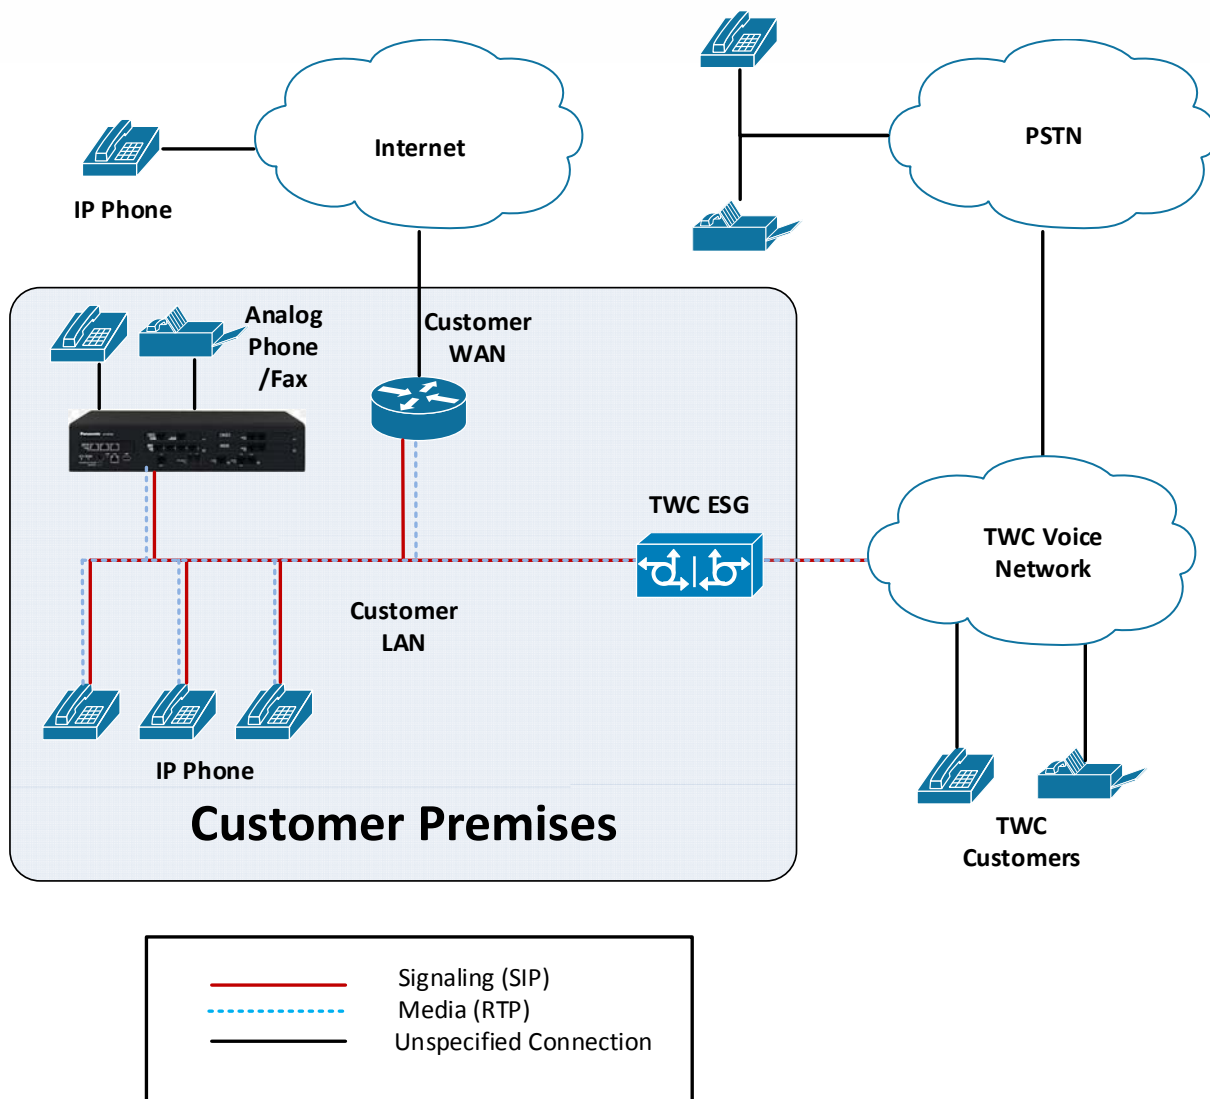 Internet
PSTN
IP Phone
Analog
Phone
/Fax
Customer
WAN
Panasonic
TWC ESG
TWC Voice
Network
Customer
LAN
IP Phone
Customer Premises
TWC
Customers
Signaling (SIP)
Media (RTP)
Unspecified Connection